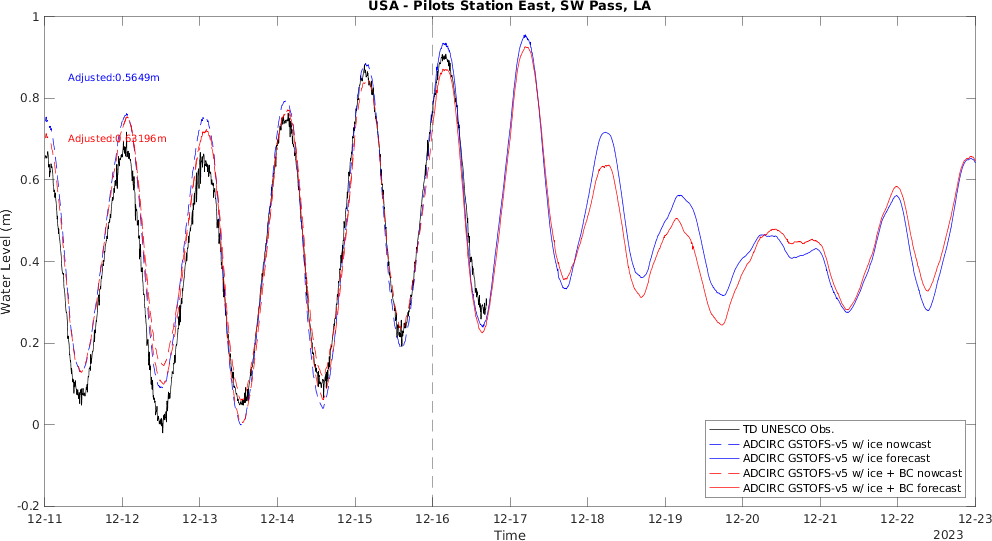 USA - Pilots Station East, SW Pass, LA
1
Adjusted:0.5649m
0.8
Adjusted:0.53196m
0.6
Water Level (m)
0.4
0.2
0
TD UNESCO Obs.
ADCIRC GSTOFS-v5 w/ ice nowcast
ADCIRC GSTOFS-v5 w/ ice forecast
ADCIRC GSTOFS-v5 w/ ice + BC nowcast
ADCIRC GSTOFS-v5 w/ ice + BC forecast
-0.2
12-11 12-12 12-13 12-14 12-15 12-16 12-17 12-18 12-19 12-20 12-21 12-22 12-23
Time
2023